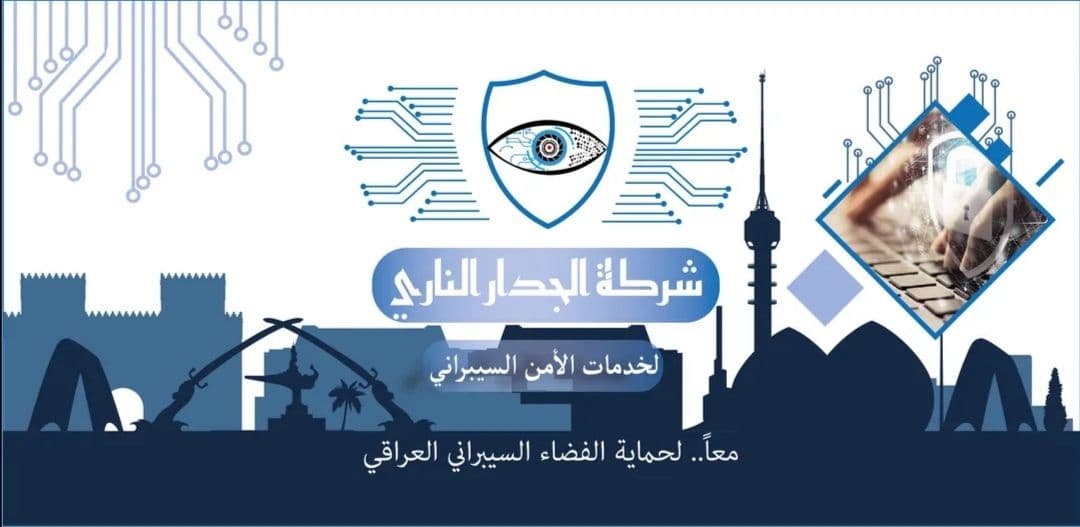 شركة الجدار الناري
لخدمات الأمن السيبراني
معاً.. لحماية الفضاء السيبراني العراقي